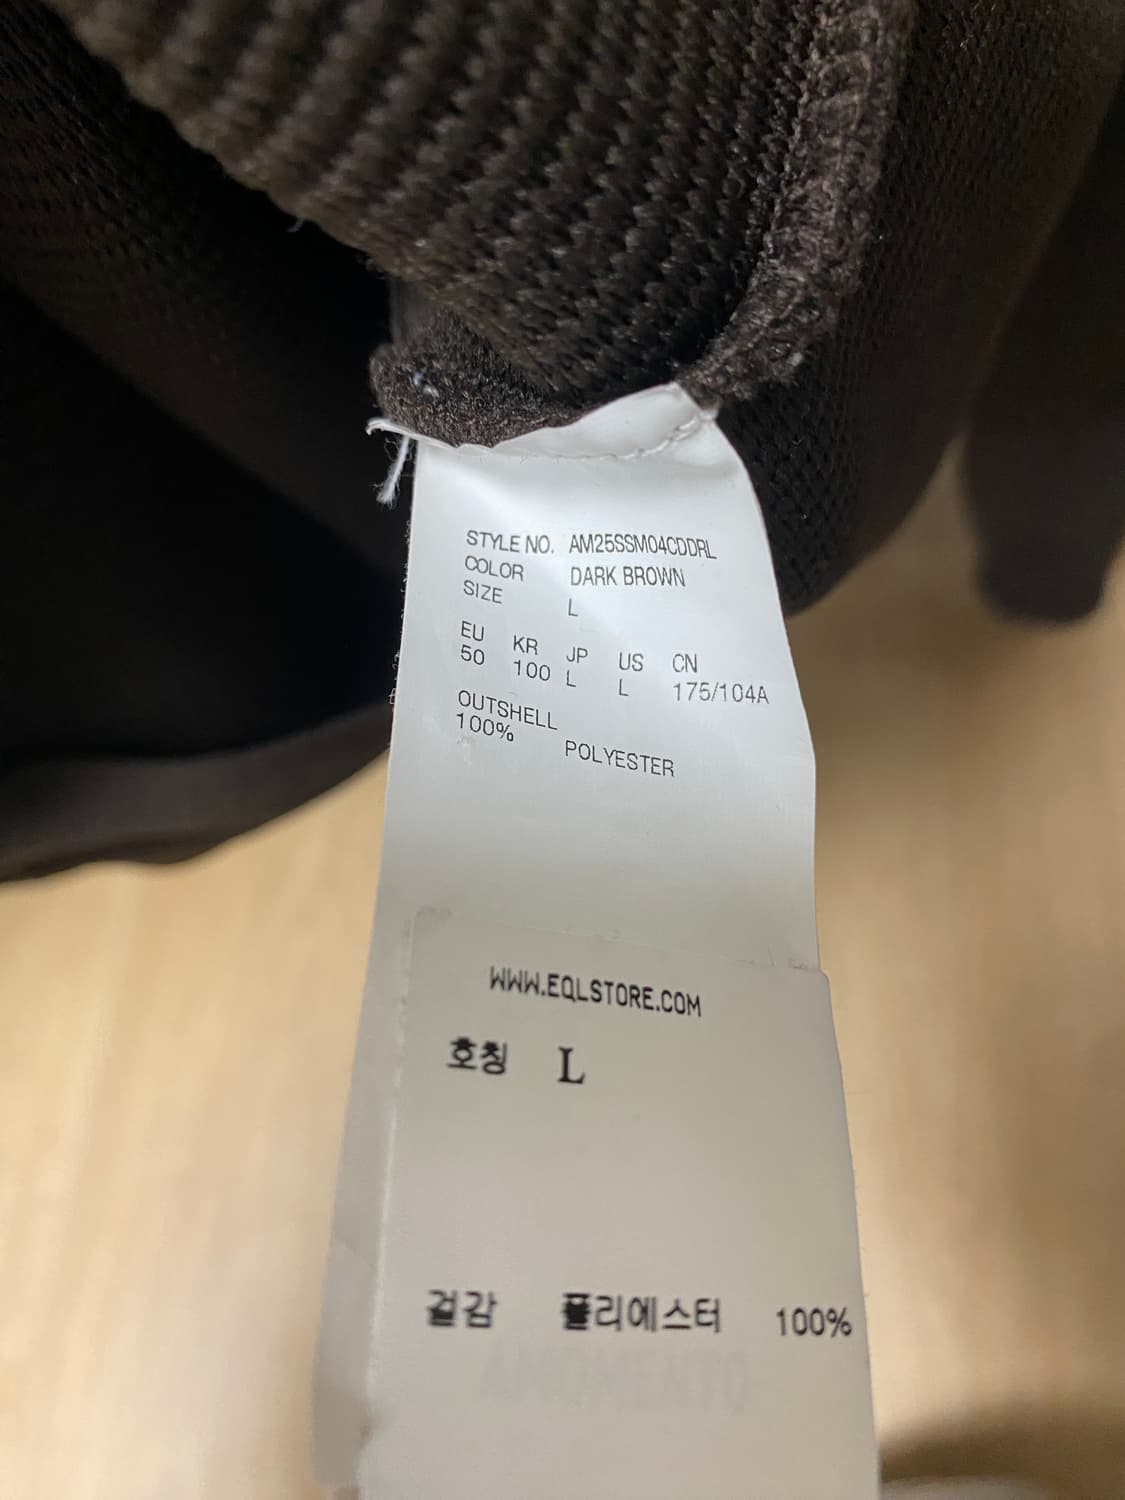 STYLE NO. AM25SSM04CDDRL
COLOR DARK BROWN
SIZE L
EU KR JP US CN
50 100 L L 175/104A
OUTSHELL
100% POLYESTER
WWW.EQLSTORE.COM
호칭 L
겉감 폴리에스터 100%
AMOMENTO